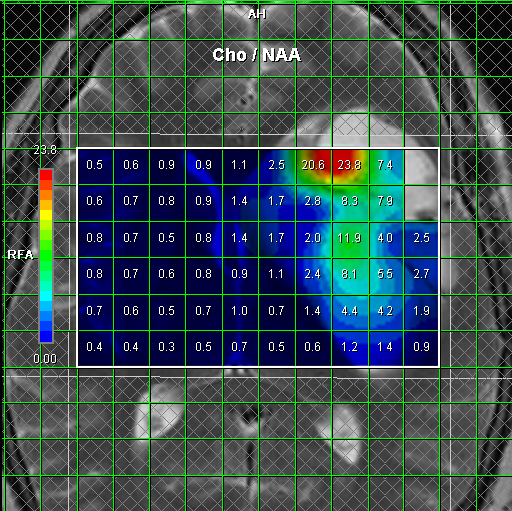 AH
Cho / NAA
23.8
0.5 0.6 0.9 0.9 1.1 2.5 20.6 23.8 7.4
0.6 0.7 0.8 0.9 1.4 1.7 2.8 8.3 7.9
0.8 0.7 0.5 0.8 1.4 1.7 2.0 11.9 4.0 2.5
RFA
0.8 0.7 0.6 0.8 0.9 1.1 2.4 8.1 5.5 2.7
0.7 0.6 0.5 0.7 1.0 0.7 1.4 4.4 4.2 1.9
0.4 0.4 0.3 0.5 0.7 0.5 0.6 1.2 1.4 0.9
0.00